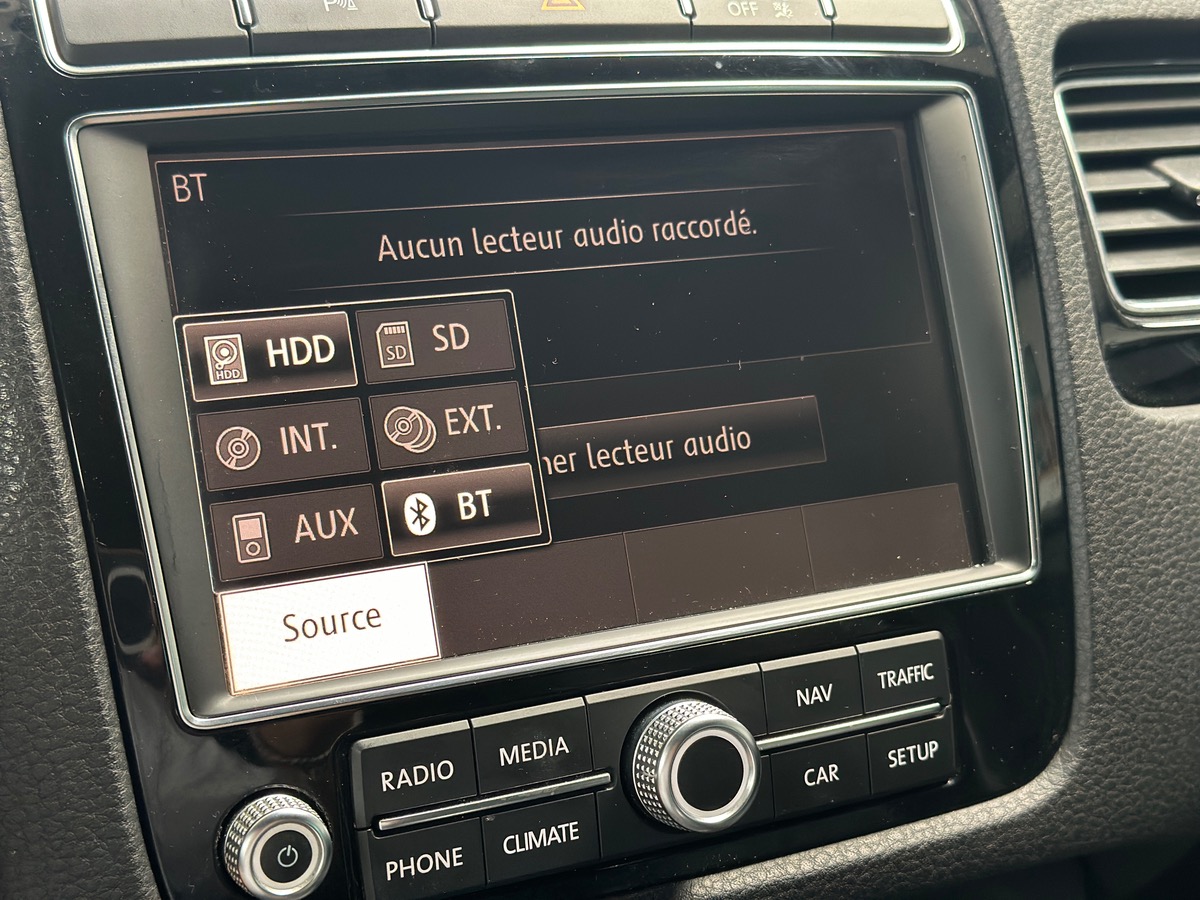 P
OFF
BT
Aucun lecteur audio raccordé.
HDD HDD
SD SD
INT.
EXT.
ner lecteur audio
AUX
BT
Source
RADIO
MEDIA
NAV
TRAFFIC
PHONE
CLIMATE
CAR
SETUP